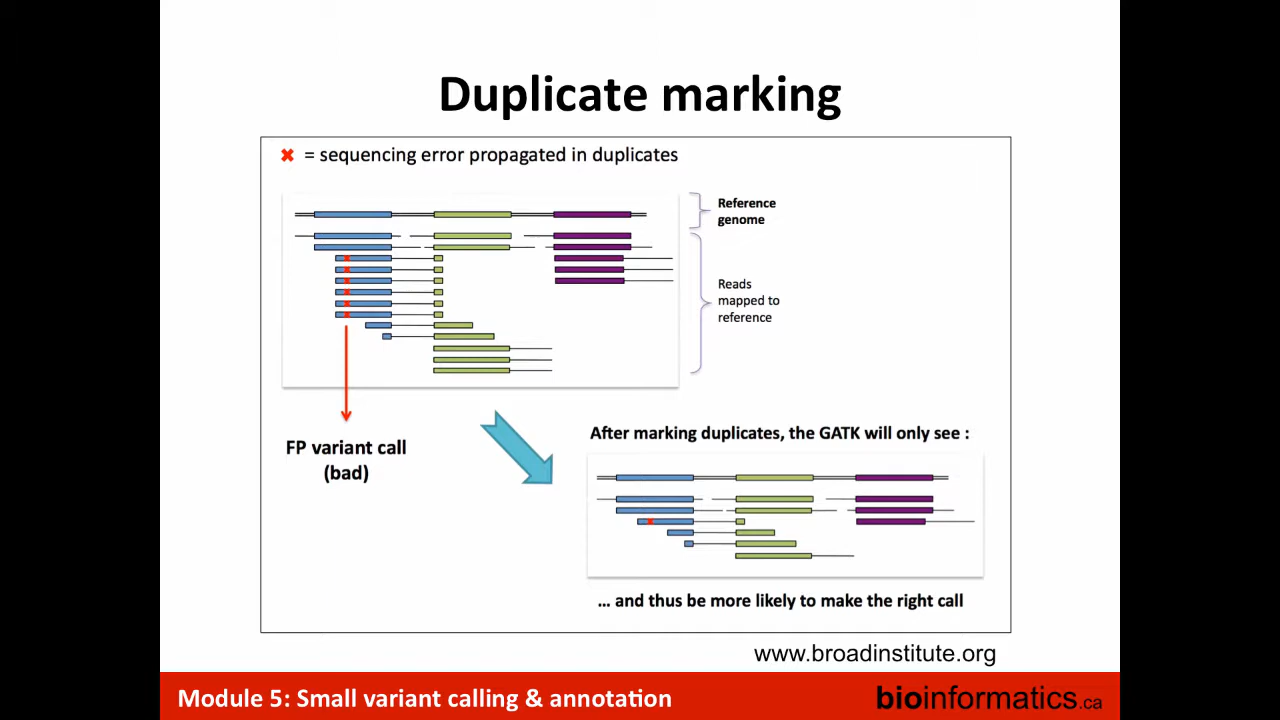 Duplicate marking
✖ = sequencing error propagated in duplicates
Reference
genome
Reads
mapped to
reference
FP variant call
(bad)
After marking duplicates, the GATK will only see :
... and thus be more likely to make the right call
www.broadinstitute.org
Module 5: Small variant calling & annotation
bioinformatics.ca